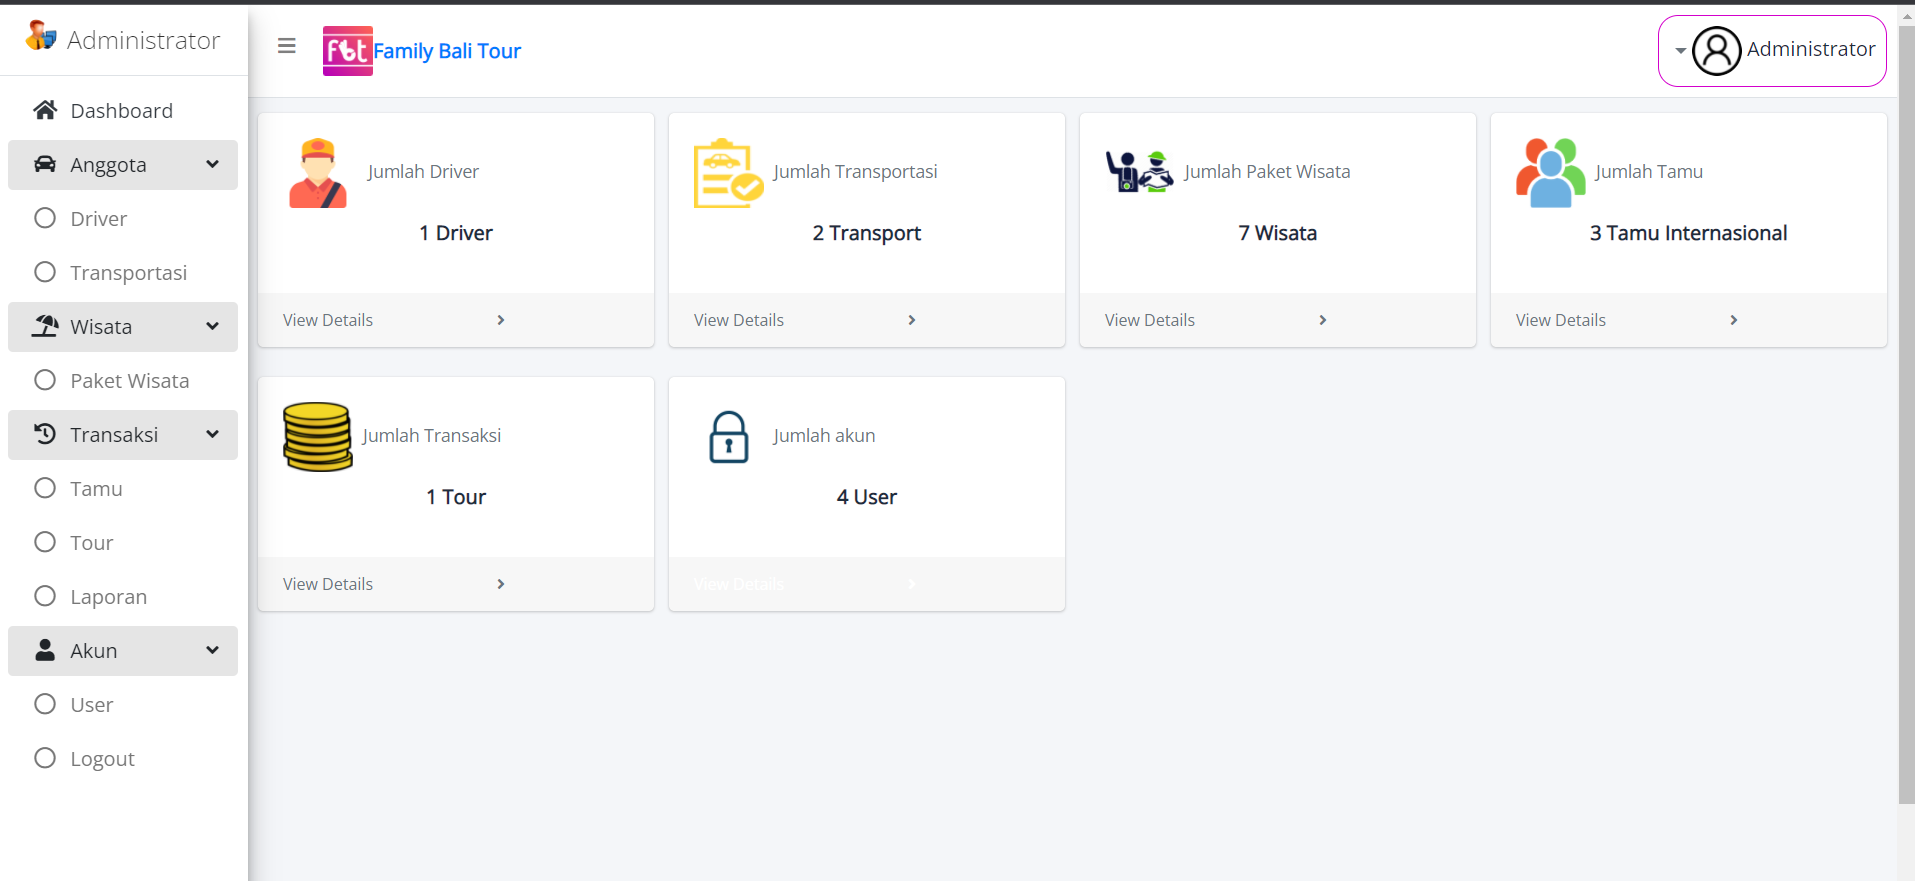 Administrator
Dashboard
Anggota
Driver
Transportasi
Wisata
Paket Wisata
Transaksi
Tamu
Tour
Laporan
Akun
User
Logout
fbt Family Bali Tour
Administrator
Jumlah Driver
1 Driver
View Details
Jumlah Transportasi
2 Transport
View Details
Jumlah Paket Wisata
7 Wisata
View Details
Jumlah Tamu
3 Tamu Internasional
View Details
Jumlah Transaksi
1 Tour
View Details
Jumlah akun
4 User
View Details